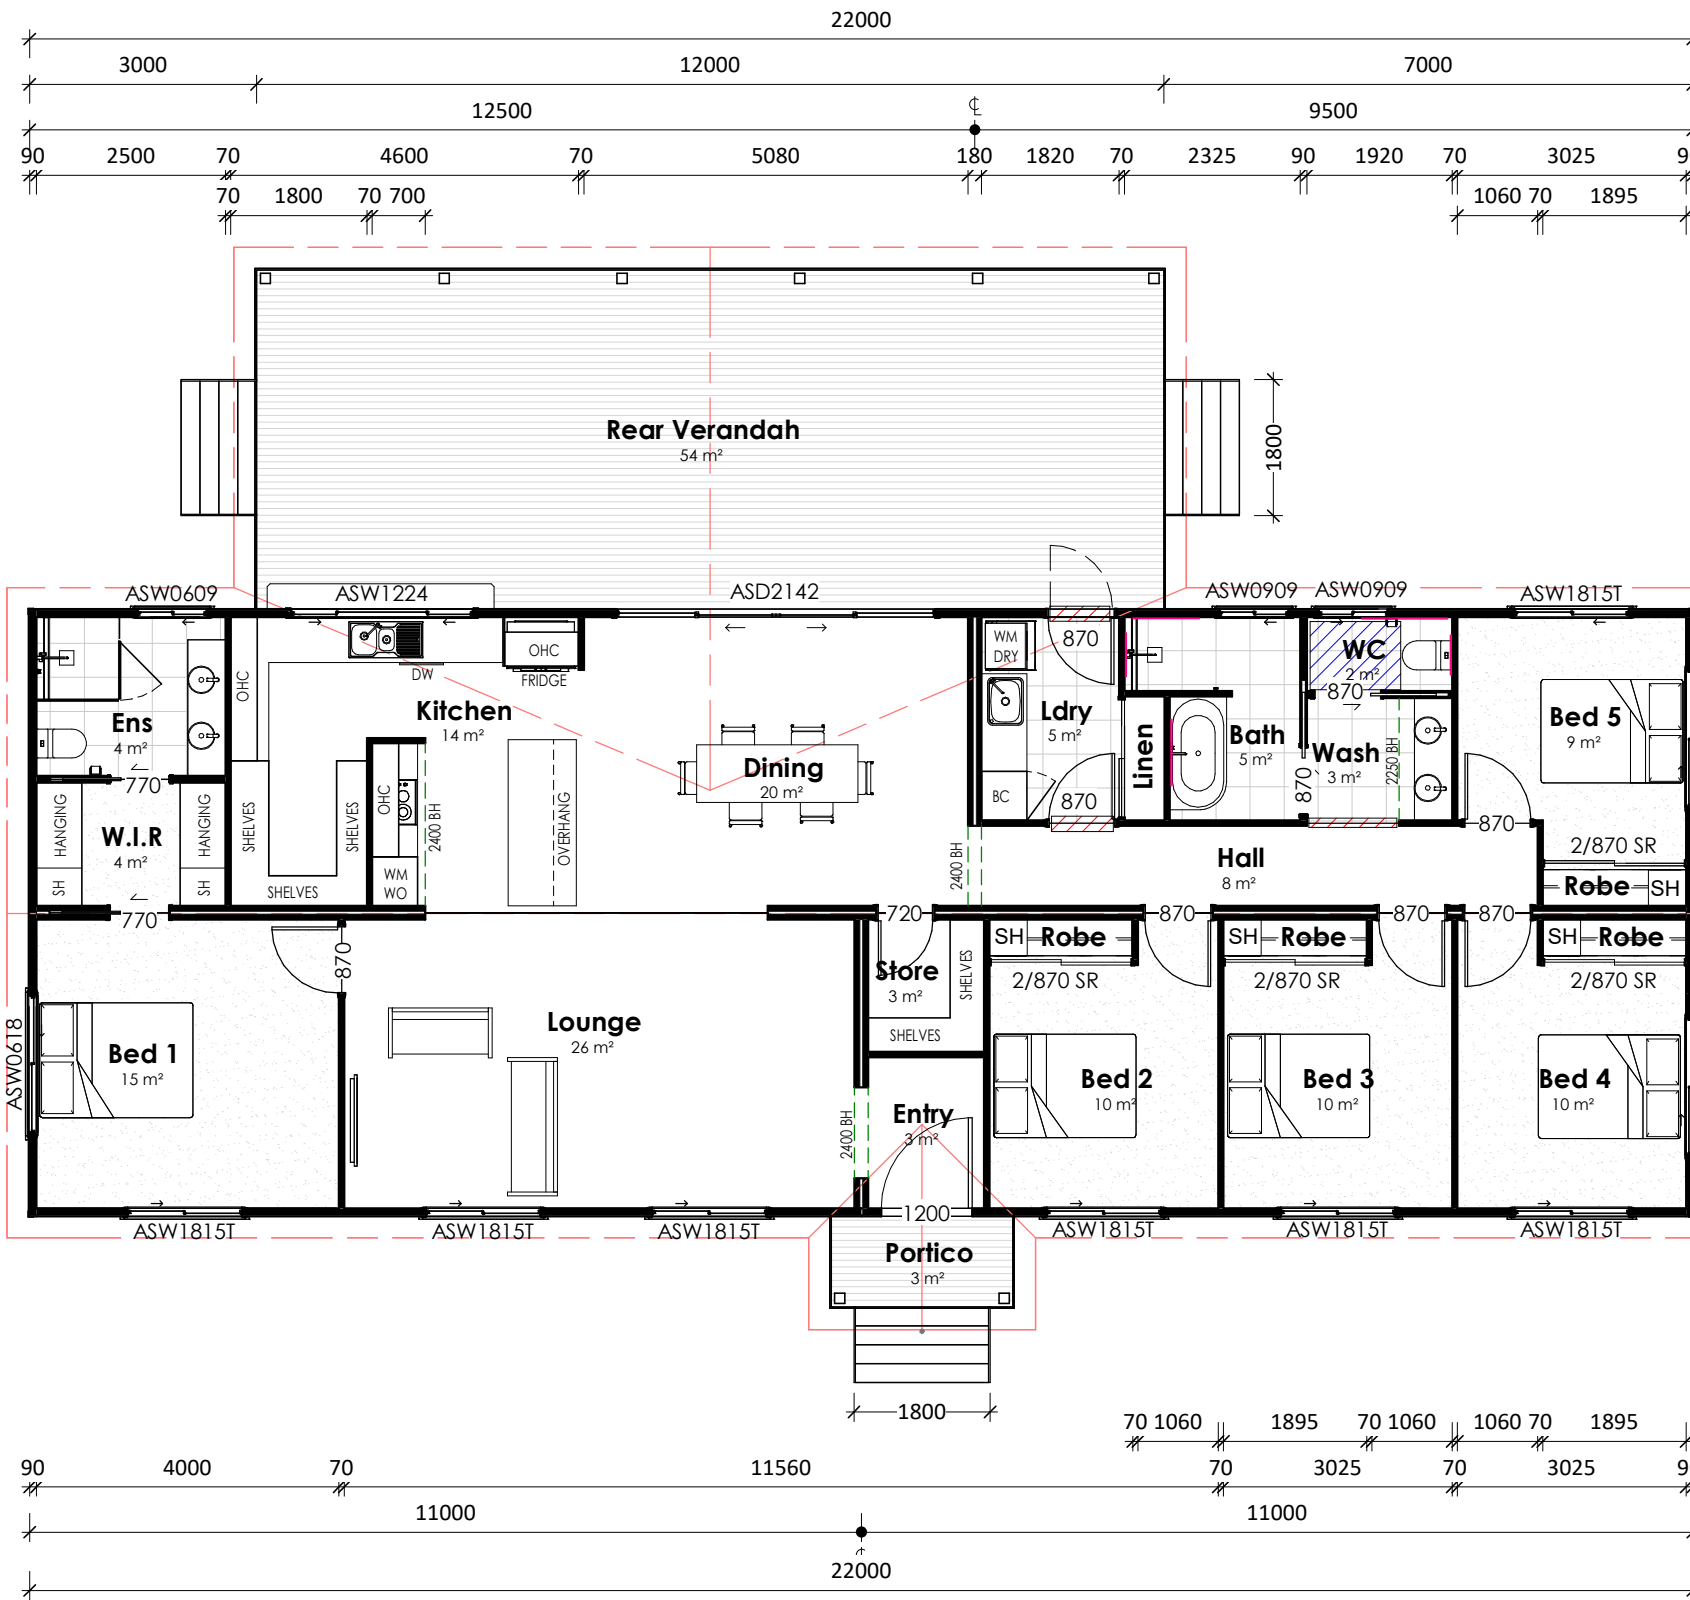 22000
3000 12000 7000
12500 9500
90 2500 70 4600 70 5080 180 1820 70 2325 90 1920 70 3025 9
70 1800 70 700 1060 70 1895
Rear Verandah
54 m²
1800
ASW0609 ASW1224 ASD2142 ASW0909 ASW0909 ASW1815T
OHC
OHC
FRIDGE
DW
WM
DRY
870
WC
2 m²
870
Ens
4 m²
Kitchen
14 m²
Ldry
5 m²
Linen
Bath
5 m²
Wash
3 m²
870
2250 BH
Bed 5
9 m²
Dining
20 m²
770
HANGING
HANGING
W.I.R
4 m²
SH
SH
SHELVES
SHELVES
SHELVES
OHC
WM
WO
2400 BH
OVERHANG
BC
870
870
2400 BH
Hall
8 m²
2/870 SR
Robe SH
770
870
720 870 870 870
SH Robe SH Robe SH Robe
2/870 SR 2/870 SR 2/870 SR
Store
3 m²
SHELVES
SHELVES
ASW0618
Bed 1
15 m²
Lounge
26 m²
Bed 2
10 m²
Bed 3
10 m²
Bed 4
10 m²
2400 BH
Entry
3 m²
1200
ASW1815T ASW1815T ASW1815T ASW1815T ASW1815T ASW1815T
Portico
3 m²
1800
70 1060 1895 70 1060 1060 70 1895
90 4000 70 11560 70 3025 70 3025 9
11000 11000
22000